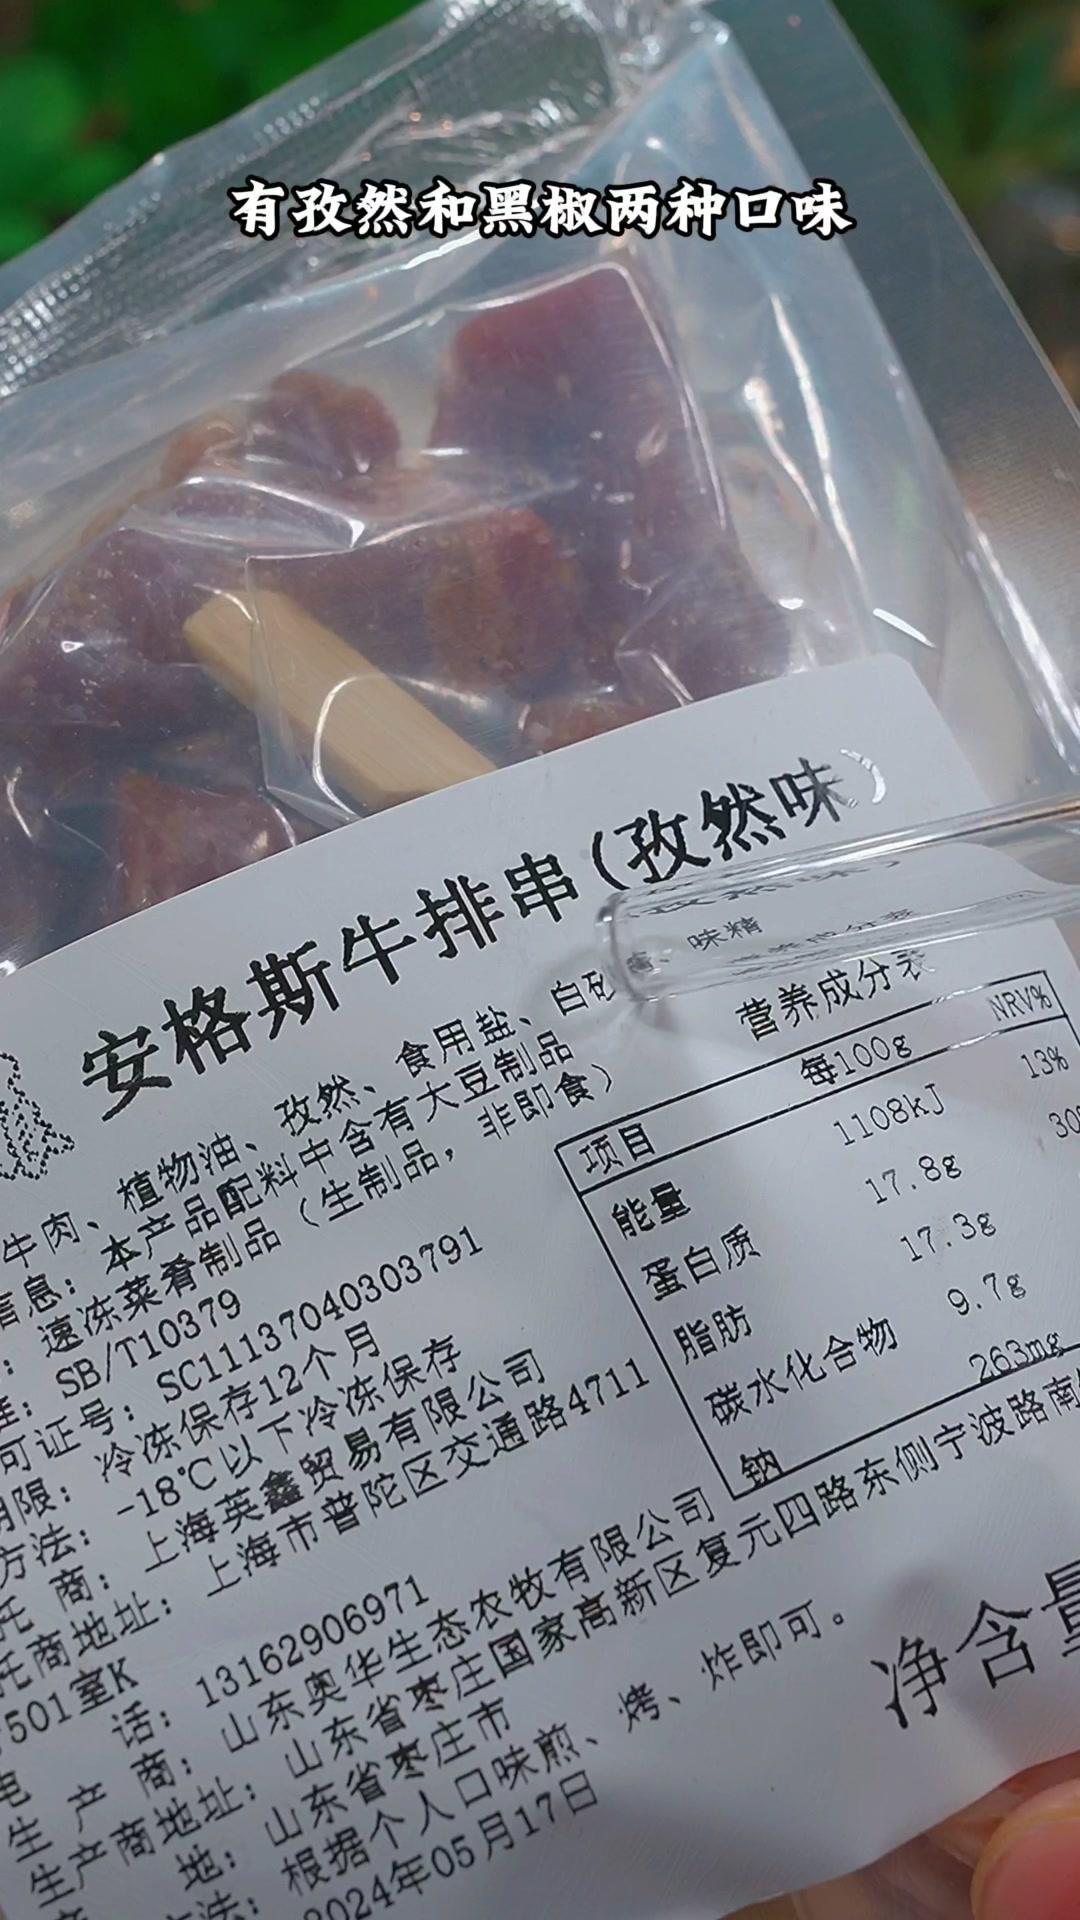 有孜然和黑椒两种口味
安格斯牛排串(孜然味)
牛肉、植物油、孜然、食用盐、白砂糖、味精
信息：本产品配料中含有大豆制品
：速冻菜肴制品（生制品，非即食）
准：SB/T10379
可证号：SC11137040303791
期限：冷冻保存12个月
方法：-18℃以下冷冻保存
托 商：上海英鑫贸易有限公司
托商地址：上海市普陀区交通路4711
501室K
电 话：13162906971
生 产 商：山东奥华生态农牧有限公司
生产商地址：山东省枣庄国家高新区复元四路东侧宁波路南
产 地：山东省枣庄市
方法：根据个人口味煎、烤、炸即可。
2024年05月17日
营养成分表
项目 每100g NRV%
能量 1108kJ 13%
蛋白质 17.8g 30
脂肪 17.3g
碳水化合物 9.7g
钠 263mg
净含量